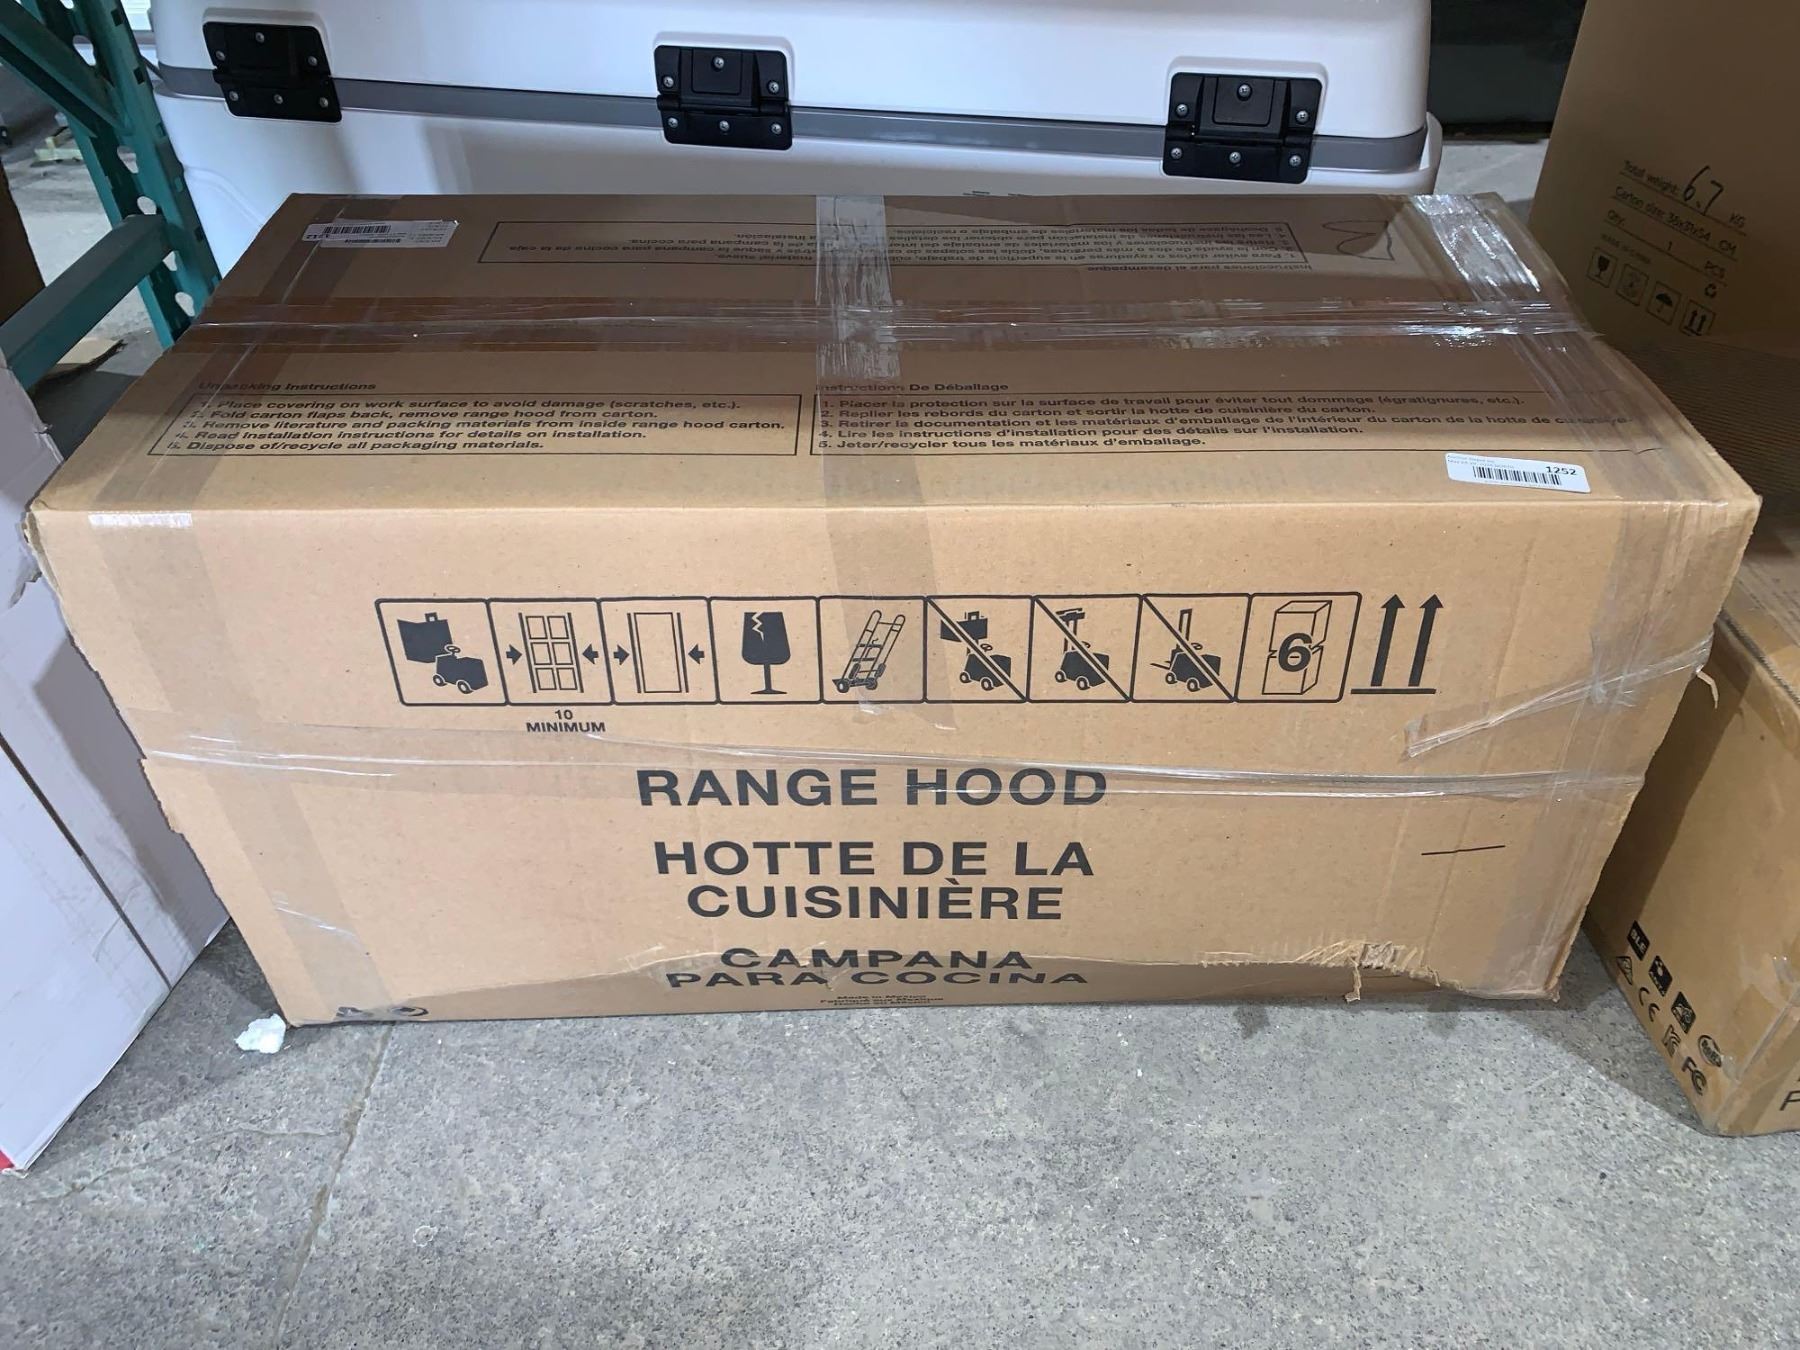 Instrucciones para el desempaque
Unpacking Instructions
1. Place covering on work surface to avoid damage (scratches, etc.).
2. Fold carton flaps back, remove range hood from carton.
3. Remove literature and packing materials from inside range hood carton.
4. Read installation instructions for details on installation.
5. Dispose of/recycle all packaging materials.
Instructions De Déballage
1. Placer la protection sur la surface de travail pour éviter tout dommage (égratignures, etc.).
2. Replier les rebords du carton et sortir la hotte de cuisinière du carton.
3. Retirer la documentation et les matériaux d'emballage de l'intérieur du carton de la hotte de cuisinière
4. Lire les instructions d'installation pour des détails sur l'installation.
5. Jeter/recycler tous les matériaux d'emballage.
1252
6
10
MINIMUM
RANGE HOOD
HOTTE DE LA
CUISINIÈRE
CAMPANA
PARA COCINA
Made in Mexico
Total weight: 6.7 KG
Carton size: CM
Qty: 1 PCS
CE
FC